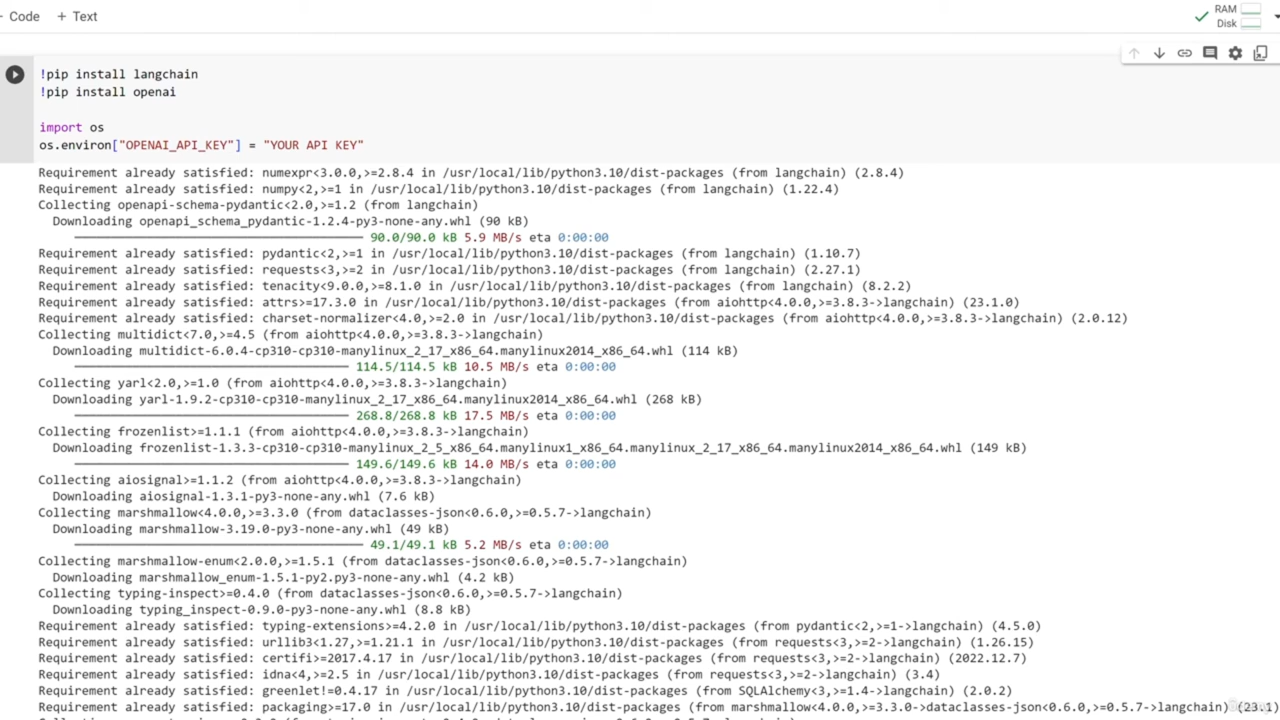 Code + Text
RAM
Disk
!pip install langchain
!pip install openai
import os
os.environ["OPENAI_API_KEY"] = "YOUR API KEY"
Requirement already satisfied: numexpr<3.0.0,>=2.8.4 in /usr/local/lib/python3.10/dist-packages (from langchain) (2.8.4)
Requirement already satisfied: numpy<2,>=1 in /usr/local/lib/python3.10/dist-packages (from langchain) (1.22.4)
Collecting openapi-schema-pydantic<2.0,>=1.2 (from langchain)
Downloading openapi_schema_pydantic-1.2.4-py3-none-any.whl (90 kB)
90.0/90.0 kB 5.9 MB/s eta 0:00:00
Requirement already satisfied: pydantic<2,>=1 in /usr/local/lib/python3.10/dist-packages (from langchain) (1.10.7)
Requirement already satisfied: requests<3,>=2 in /usr/local/lib/python3.10/dist-packages (from langchain) (2.27.1)
Requirement already satisfied: tenacity<9.0.0,>=8.1.0 in /usr/local/lib/python3.10/dist-packages (from langchain) (8.2.2)
Requirement already satisfied: attrs>=17.3.0 in /usr/local/lib/python3.10/dist-packages (from aiohttp<4.0.0,>=3.8.3->langchain) (23.1.0)
Requirement already satisfied: charset-normalizer<4.0,>=2.0 in /usr/local/lib/python3.10/dist-packages (from aiohttp<4.0.0,>=3.8.3->langchain) (2.0.12)
Collecting multidict<7.0,>=4.5 (from aiohttp<4.0.0,>=3.8.3->langchain)
Downloading multidict-6.0.4-cp310-cp310-manylinux_2_17_x86_64.manylinux2014_x86_64.whl (114 kB)
114.5/114.5 kB 10.5 MB/s eta 0:00:00
Collecting yarl<2.0,>=1.0 (from aiohttp<4.0.0,>=3.8.3->langchain)
Downloading yarl-1.9.2-cp310-cp310-manylinux_2_17_x86_64.manylinux2014_x86_64.whl (268 kB)
268.8/268.8 kB 17.5 MB/s eta 0:00:00
Collecting frozenlist>=1.1.1 (from aiohttp<4.0.0,>=3.8.3->langchain)
Downloading frozenlist-1.3.3-cp310-cp310-manylinux_2_5_x86_64.manylinux1_x86_64.manylinux_2_17_x86_64.manylinux2014_x86_64.whl (149 kB)
149.6/149.6 kB 14.0 MB/s eta 0:00:00
Collecting aiosignal>=1.1.2 (from aiohttp<4.0.0,>=3.8.3->langchain)
Downloading aiosignal-1.3.1-py3-none-any.whl (7.6 kB)
Collecting marshmallow<4.0.0,>=3.3.0 (from dataclasses-json<0.6.0,>=0.5.7->langchain)
Downloading marshmallow-3.19.0-py3-none-any.whl (49 kB)
49.1/49.1 kB 5.2 MB/s eta 0:00:00
Collecting marshmallow-enum<2.0.0,>=1.5.1 (from dataclasses-json<0.6.0,>=0.5.7->langchain)
Downloading marshmallow_enum-1.5.1-py2.py3-none-any.whl (4.2 kB)
Collecting typing-inspect>=0.4.0 (from dataclasses-json<0.6.0,>=0.5.7->langchain)
Downloading typing_inspect-0.9.0-py3-none-any.whl (8.8 kB)
Requirement already satisfied: typing-extensions>=4.2.0 in /usr/local/lib/python3.10/dist-packages (from pydantic<2,>=1->langchain) (4.5.0)
Requirement already satisfied: urllib3<1.27,>=1.21.1 in /usr/local/lib/python3.10/dist-packages (from requests<3,>=2->langchain) (1.26.15)
Requirement already satisfied: certifi>=2017.4.17 in /usr/local/lib/python3.10/dist-packages (from requests<3,>=2->langchain) (2022.12.7)
Requirement already satisfied: idna<4,>=2.5 in /usr/local/lib/python3.10/dist-packages (from requests<3,>=2->langchain) (3.4)
Requirement already satisfied: greenlet!=0.4.17 in /usr/local/lib/python3.10/dist-packages (from SQLAlchemy<3,>=1.4->langchain) (2.0.2)
Requirement already satisfied: packaging>=17.0 in /usr/local/lib/python3.10/dist-packages (from marshmallow<4.0.0,>=3.3.0->dataclasses-json<0.6.0,>=0.5.7->langchain) (23.1)